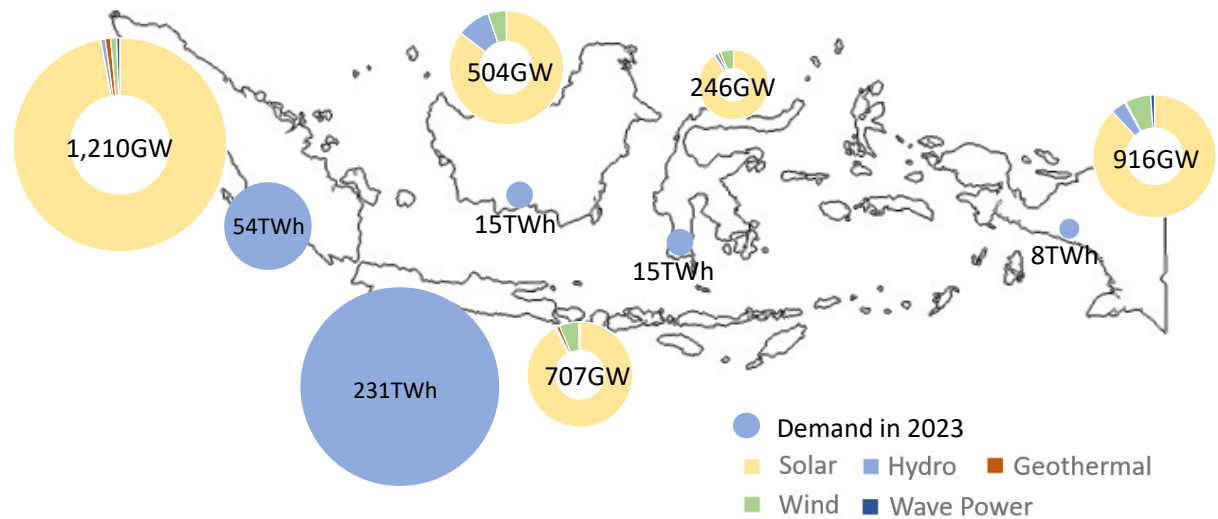 504GW
246GW
1,210GW
916GW
54TWh
15TWh
15TWh
8TWh
231TWh
707GW
Demand in 2023
Solar Hydro Geothermal
Wind Wave Power